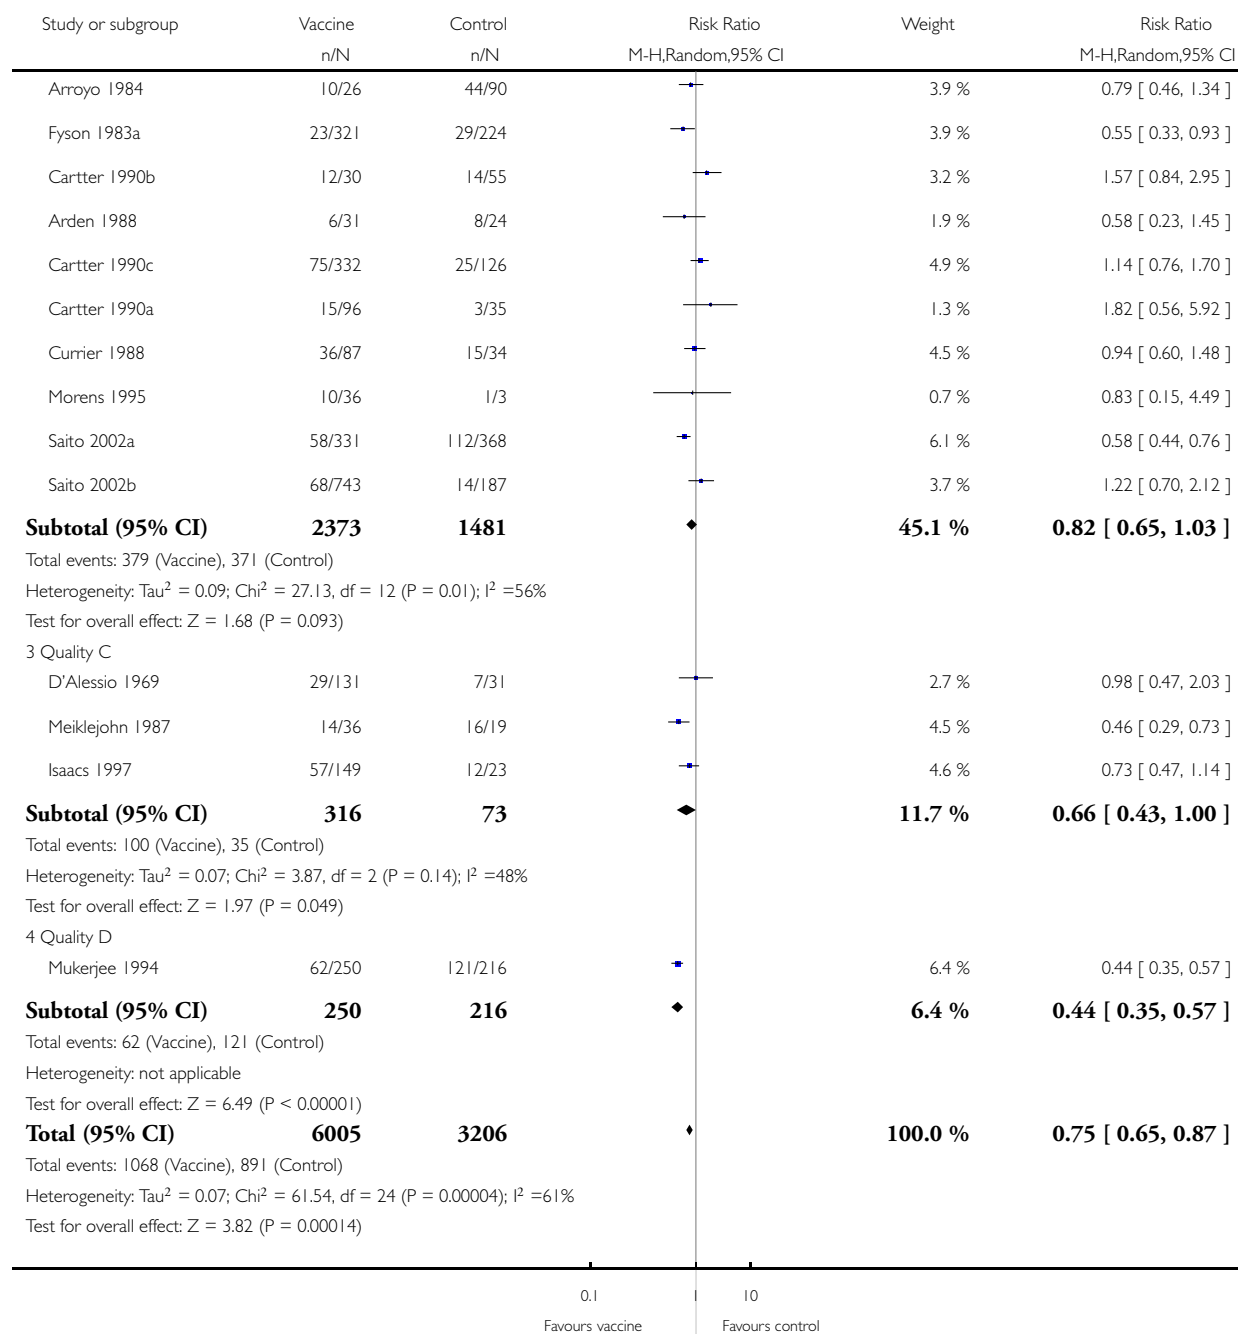 Study or subgroup Vaccine Control Risk Ratio Weight Risk Ratio
n/N n/N M-H,Random,95% CI M-H,Random,95% CI
Arroyo 1984 10/26 44/90 3.9 % 0.79 [ 0.46, 1.34 ]
Fyson 1983a 23/321 29/224 3.9 % 0.55 [ 0.33, 0.93 ]
Cartter 1990b 12/30 14/55 3.2 % 1.57 [ 0.84, 2.95 ]
Arden 1988 6/31 8/24 1.9 % 0.58 [ 0.23, 1.45 ]
Cartter 1990c 75/332 25/126 4.9 % 1.14 [ 0.76, 1.70 ]
Cartter 1990a 15/96 3/35 1.3 % 1.82 [ 0.56, 5.92 ]
Currier 1988 36/87 15/34 4.5 % 0.94 [ 0.60, 1.48 ]
Morens 1995 10/36 1/3 0.7 % 0.83 [ 0.15, 4.49 ]
Saito 2002a 58/331 112/368 6.1 % 0.58 [ 0.44, 0.76 ]
Saito 2002b 68/743 14/187 3.7 % 1.22 [ 0.70, 2.12 ]
Subtotal (95% CI) 2373 1481 45.1 % 0.82 [ 0.65, 1.03 ]
Total events: 379 (Vaccine), 371 (Control)
Heterogeneity: Tau² = 0.09; Chi² = 27.13, df = 12 (P = 0.01); I² =56%
Test for overall effect: Z = 1.68 (P = 0.093)
3 Quality C
D'Alessio 1969 29/131 7/31 2.7 % 0.98 [ 0.47, 2.03 ]
Meiklejohn 1987 14/36 16/19 4.5 % 0.46 [ 0.29, 0.73 ]
Isaacs 1997 57/149 12/23 4.6 % 0.73 [ 0.47, 1.14 ]
Subtotal (95% CI) 316 73 11.7 % 0.66 [ 0.43, 1.00 ]
Total events: 100 (Vaccine), 35 (Control)
Heterogeneity: Tau² = 0.07; Chi² = 3.87, df = 2 (P = 0.14); I² =48%
Test for overall effect: Z = 1.97 (P = 0.049)
4 Quality D
Mukerjee 1994 62/250 121/216 6.4 % 0.44 [ 0.35, 0.57 ]
Subtotal (95% CI) 250 216 6.4 % 0.44 [ 0.35, 0.57 ]
Total events: 62 (Vaccine), 121 (Control)
Heterogeneity: not applicable
Test for overall effect: Z = 6.49 (P < 0.00001)
Total (95% CI) 6005 3206 100.0 % 0.75 [ 0.65, 0.87 ]
Total events: 1068 (Vaccine), 891 (Control)
Heterogeneity: Tau² = 0.07; Chi² = 61.54, df = 24 (P = 0.00004); I² =61%
Test for overall effect: Z = 3.82 (P = 0.00014)
0.1 1 10
Favours vaccine Favours control